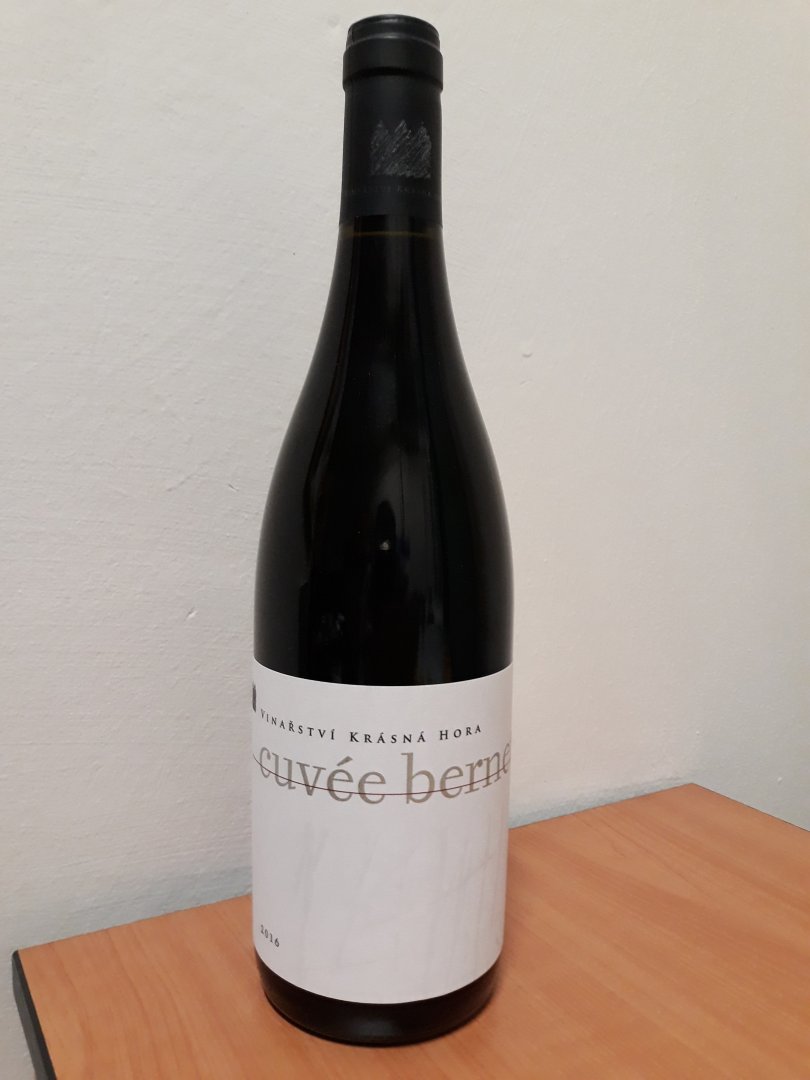 Vinařství Krásná Hora
cuvée berne
2016